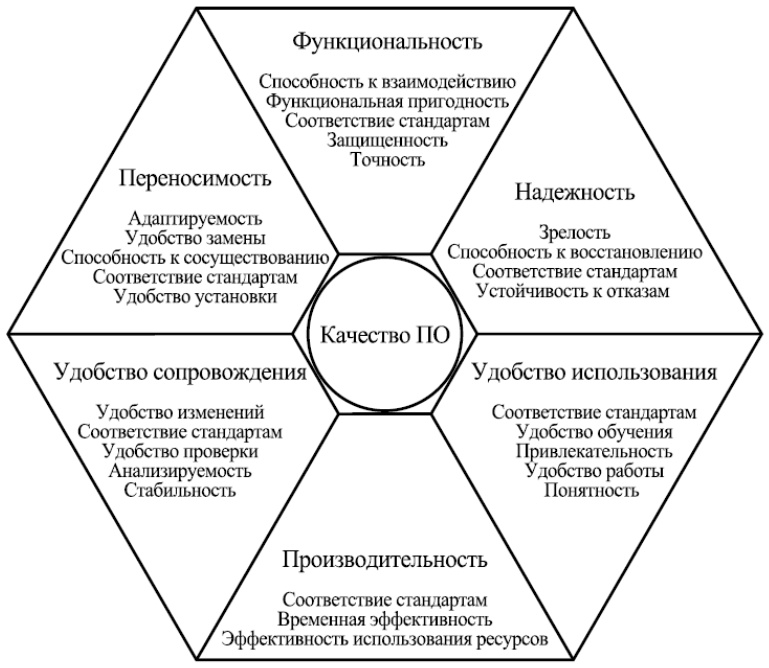 Функциональность
Способность к взаимодействию
Функциональная пригодность
Соответствие стандартам
Защищенность
Точность
Переносимость
Адаптируемость
Удобство замены
Способность к сосуществованию
Соответствие стандартам
Удобство установки
Надежность
Зрелость
Способность к восстановлению
Соответствие стандартам
Устойчивость к отказам
Качество ПО
Удобство сопровождения
Удобство изменений
Соответствие стандартам
Удобство проверки
Анализируемость
Стабильность
Удобство использования
Соответствие стандартам
Удобство обучения
Привлекательность
Удобство работы
Понятность
Производительность
Соответствие стандартам
Временная эффективность
Эффективность использования ресурсов